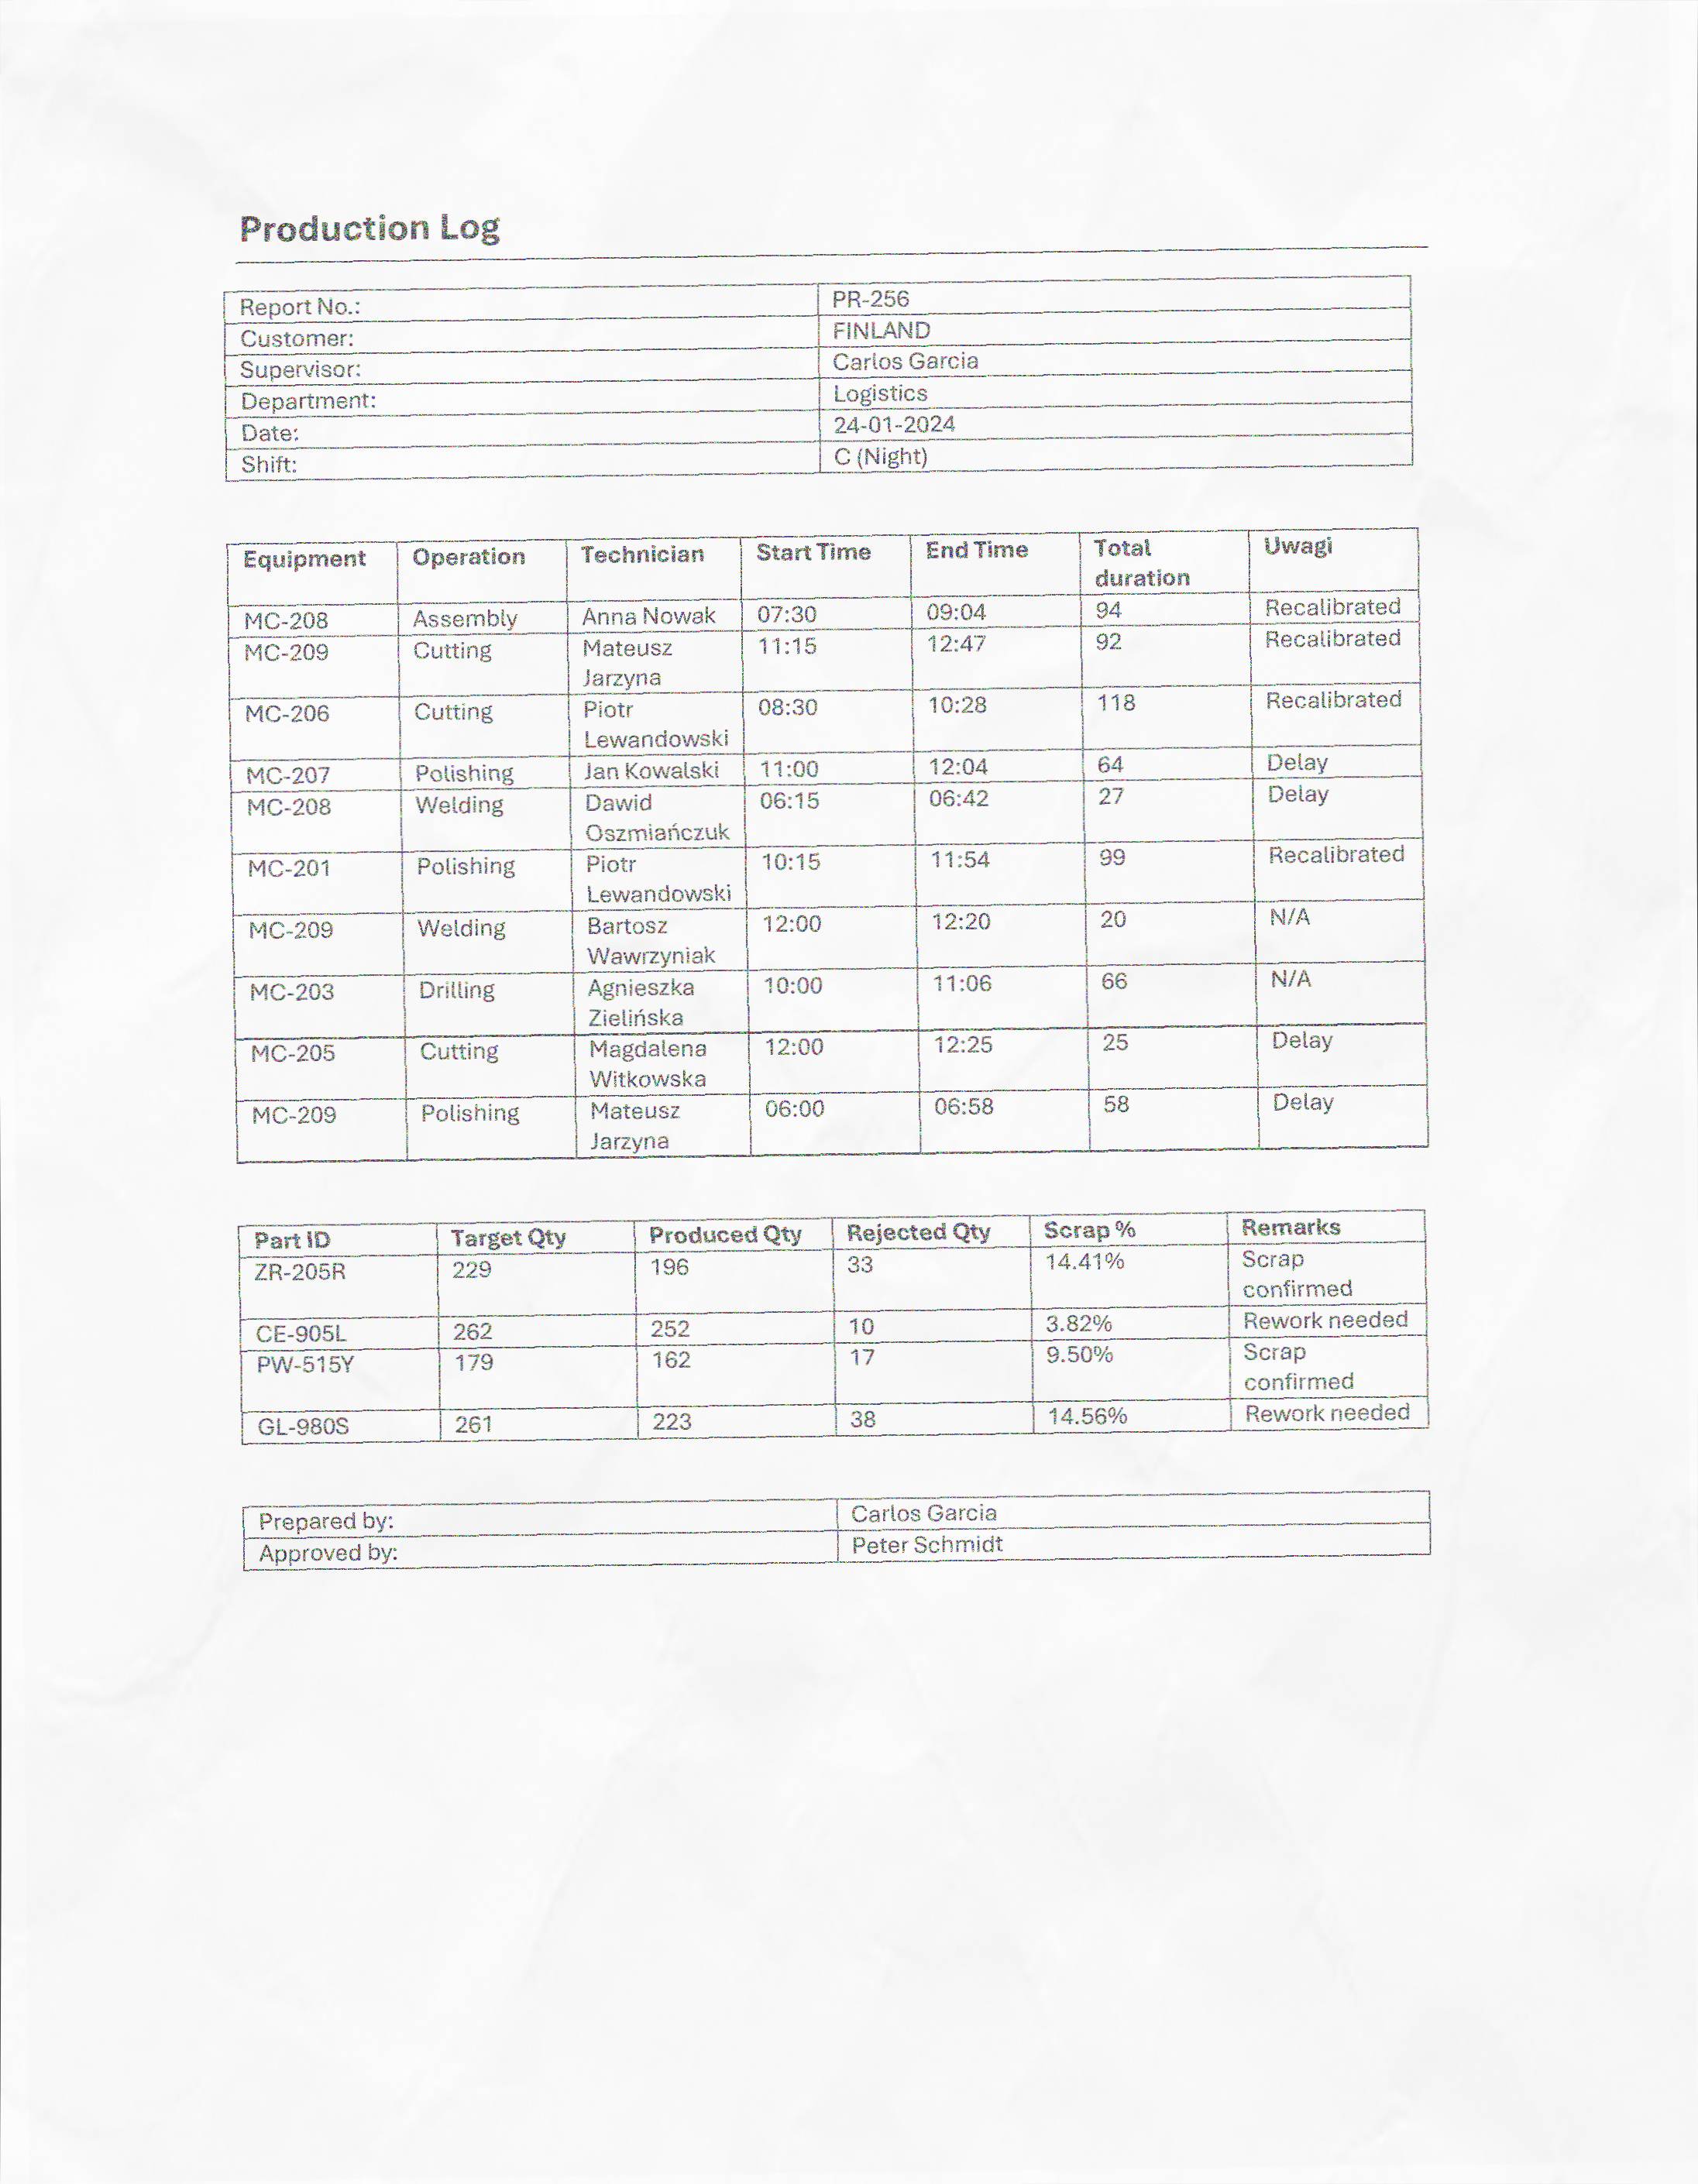 Production Log
Report No.: PR-256
Customer: FINLAND
Supervisor: Carlos Garcia
Department: Logistics
Date: 24-01-2024
Shift: C (Night)
Equipment Operation Technician Start Time End Time Total duration Uwagi
MC-208 Assembly Anna Nowak 07:30 09:04 94 Recalibrated
MC-209 Cutting Mateusz Jarzyna 11:15 12:47 92 Recalibrated
MC-206 Cutting Piotr Lewandowski 08:30 10:28 118 Recalibrated
MC-207 Polishing Jan Kowalski 11:00 12:04 64 Delay
MC-208 Welding Dawid Oszmiańczuk 06:15 06:42 27 Delay
MC-201 Polishing Piotr Lewandowski 10:15 11:54 99 Recalibrated
MC-209 Welding Bartosz Wawrzyniak 12:00 12:20 20 N/A
MC-203 Drilling Agnieszka Zielińska 10:00 11:06 66 N/A
MC-205 Cutting Magdalena Witkowska 12:00 12:25 25 Delay
MC-209 Polishing Mateusz Jarzyna 06:00 06:58 58 Delay
Part ID Target Qty Produced Qty Rejected Qty Scrap % Remarks
ZR-205R 229 196 33 14.41% Scrap confirmed
CE-905L 262 252 10 3.82% Rework needed
PW-515Y 179 162 17 9.50% Scrap confirmed
GL-980S 261 223 38 14.56% Rework needed
Prepared by: Carlos Garcia
Approved by: Peter Schmidt